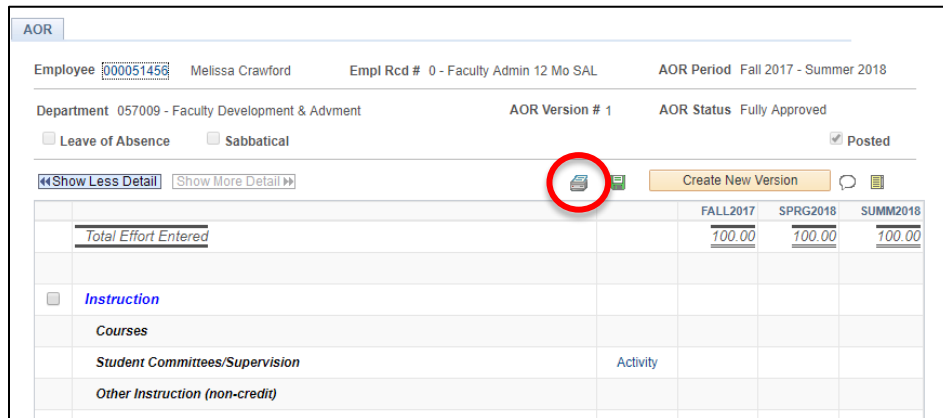 AOR
Employee 000051456 Melissa Crawford Empl Rcd # 0 - Faculty Admin 12 Mo SAL AOR Period Fall 2017 - Summer 2018
Department 057009 - Faculty Development & Advment AOR Version # 1 AOR Status Fully Approved
Leave of Absence Sabbatical Posted
Show Less Detail Show More Detail Create New Version
FALL2017 SPRG2018 SUMM2018
Total Effort Entered 100.00 100.00 100.00
Instruction
Courses
Student Committees/Supervision Activity
Other Instruction (non-credit)